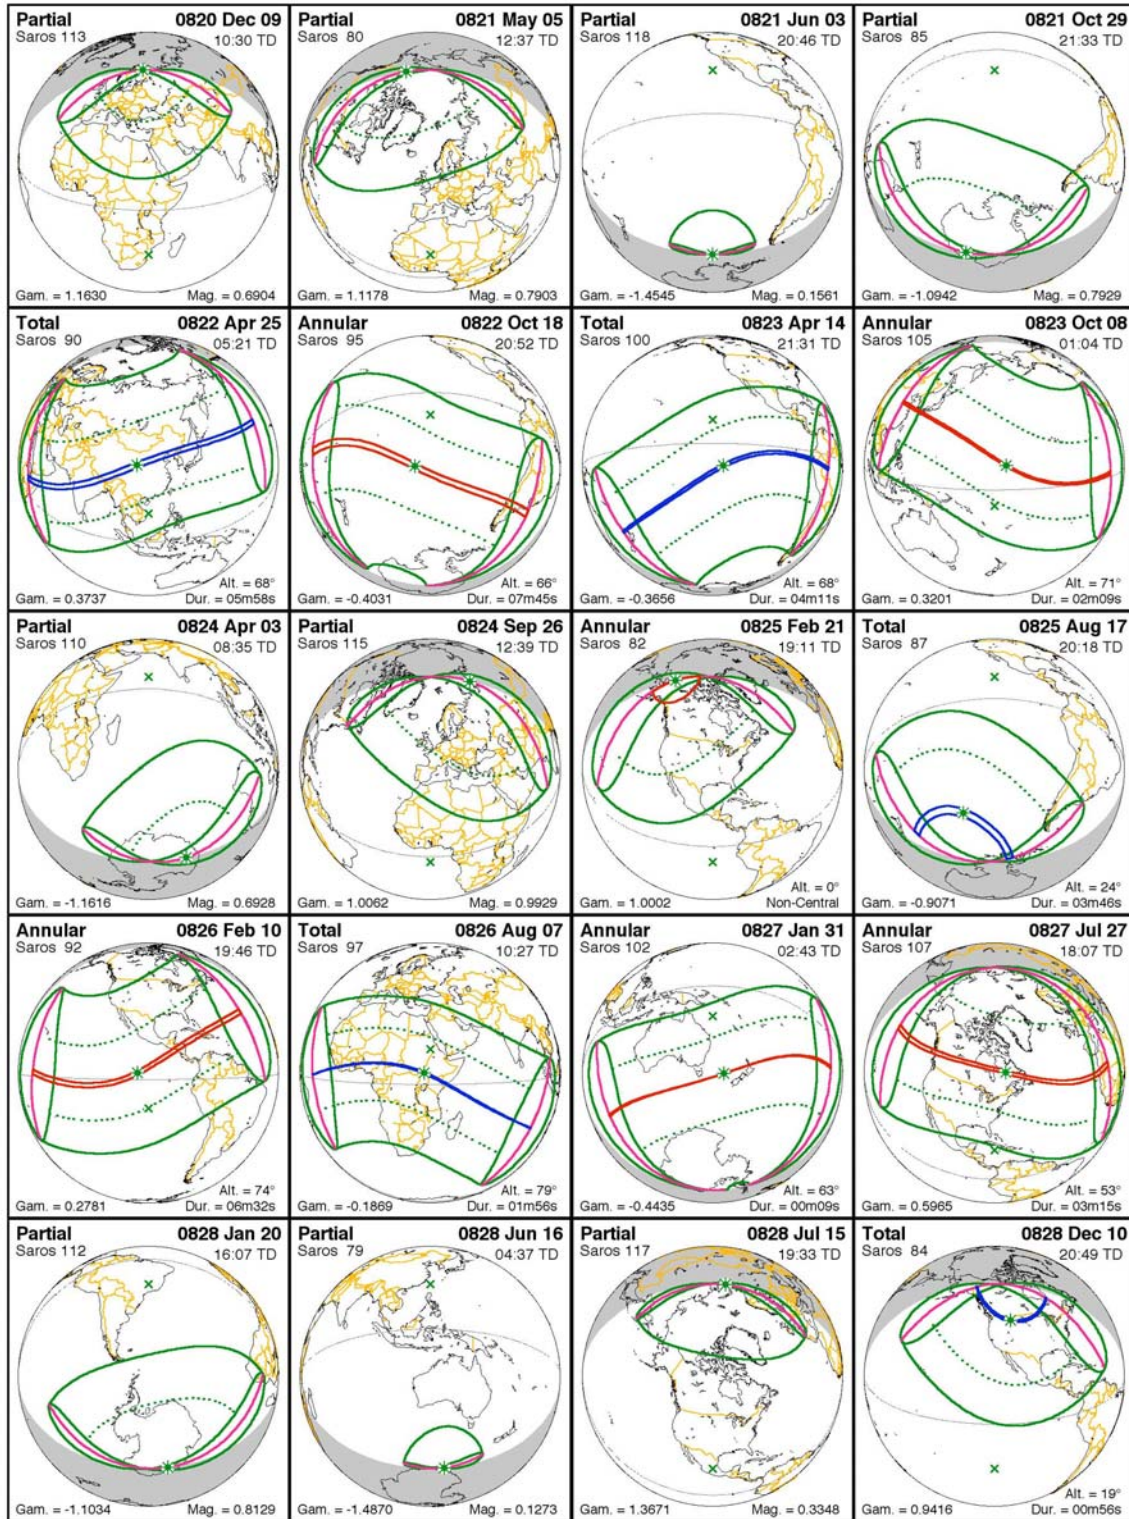 Partial 0820 Dec 09
Saros 113 10:30 TD
Gam. = 1.1630 Mag. = 0.6904
Partial 0821 May 05
Saros 80 12:37 TD
Gam. = 1.1178 Mag. = 0.7903
Partial 0821 Jun 03
Saros 118 20:46 TD
Gam. = -1.4545 Mag. = 0.1561
Partial 0821 Oct 29
Saros 85 21:33 TD
Gam. = -1.0942 Mag. = 0.7929
Total 0822 Apr 25
Saros 90 05:21 TD
Alt. = 68°
Gam. = 0.3737 Dur. = 05m58s
Annular 0822 Oct 18
Saros 95 20:52 TD
Alt. = 66°
Gam. = -0.4031 Dur. = 07m45s
Total 0823 Apr 14
Saros 100 21:31 TD
Alt. = 68°
Gam. = -0.3656 Dur. = 04m11s
Annular 0823 Oct 08
Saros 105 01:04 TD
Alt. = 71°
Gam. = 0.3201 Dur. = 02m09s
Partial 0824 Apr 03
Saros 110 08:35 TD
Gam. = -1.1616 Mag. = 0.6928
Partial 0824 Sep 26
Saros 115 12:39 TD
Gam. = 1.0062 Mag. = 0.9929
Annular 0825 Feb 21
Saros 82 19:11 TD
Alt. = 0°
Gam. = 1.0002 Non-Central
Total 0825 Aug 17
Saros 87 20:18 TD
Alt. = 24°
Gam. = -0.9071 Dur. = 03m46s
Annular 0826 Feb 10
Saros 92 19:46 TD
Alt. = 74°
Gam. = 0.2781 Dur. = 06m32s
Total 0826 Aug 07
Saros 97 10:27 TD
Alt. = 79°
Gam. = -0.1869 Dur. = 01m56s
Annular 0827 Jan 31
Saros 102 02:43 TD
Alt. = 63°
Gam. = -0.4435 Dur. = 00m09s
Annular 0827 Jul 27
Saros 107 18:07 TD
Alt. = 53°
Gam. = 0.5965 Dur. = 03m15s
Partial 0828 Jan 20
Saros 112 16:07 TD
Gam. = -1.1034 Mag. = 0.8129
Partial 0828 Jun 16
Saros 79 04:37 TD
Gam. = -1.4870 Mag. = 0.1273
Partial 0828 Jul 15
Saros 117 19:33 TD
Gam. = 1.3671 Mag. = 0.3348
Total 0828 Dec 10
Saros 84 20:49 TD
Alt. = 19°
Gam. = 0.9416 Dur. = 00m56s